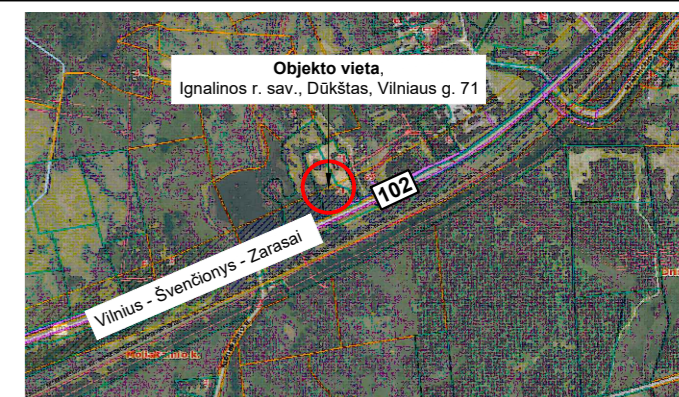 Objekto vieta,
Ignalinos r. sav., Dūkštas, Vilniaus g. 71
102
Vilnius - Švenčionys - Zarasai